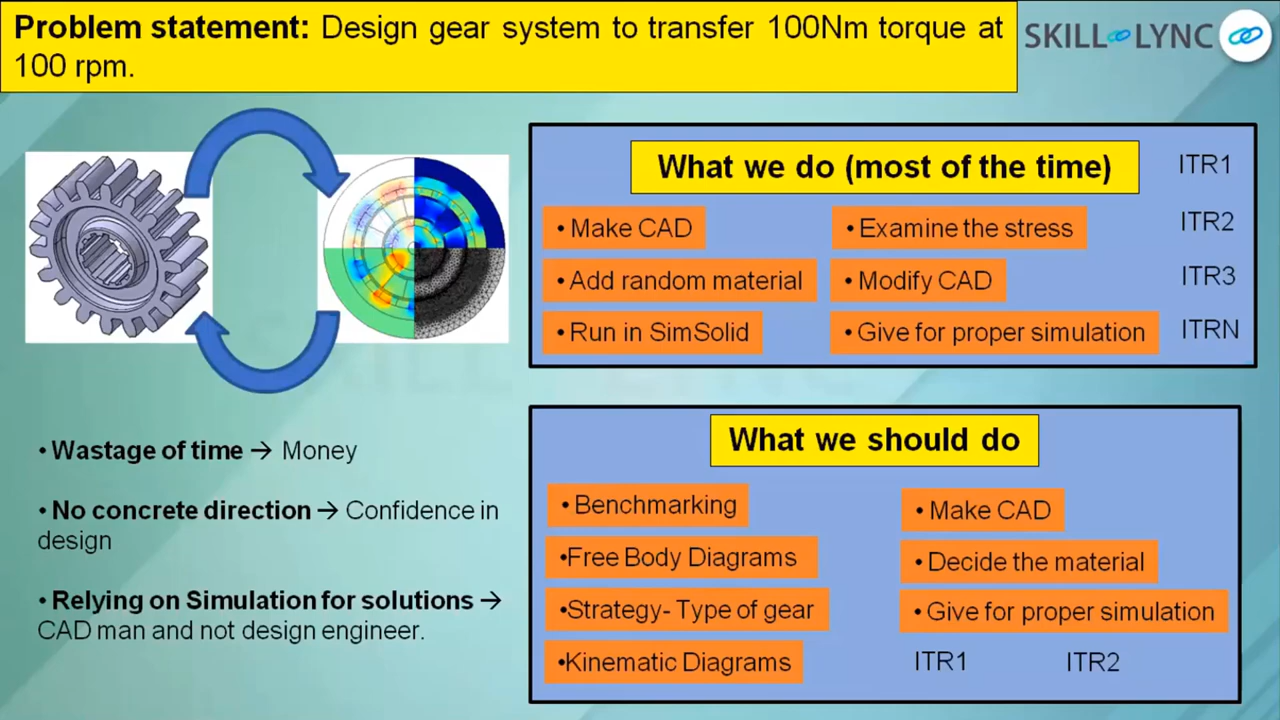 Problem statement: Design gear system to transfer 100Nm torque at
100 rpm.
SKILL LYNC
What we do (most of the time)
ITR1
• Make CAD
• Examine the stress
ITR2
• Add random material
• Modify CAD
ITR3
• Run in SimSolid
• Give for proper simulation
ITRN
• Wastage of time → Money
• No concrete direction → Confidence in
design
• Relying on Simulation for solutions →
CAD man and not design engineer.
What we should do
• Benchmarking
• Make CAD
•Free Body Diagrams
• Decide the material
•Strategy- Type of gear
• Give for proper simulation
•Kinematic Diagrams
ITR1
ITR2